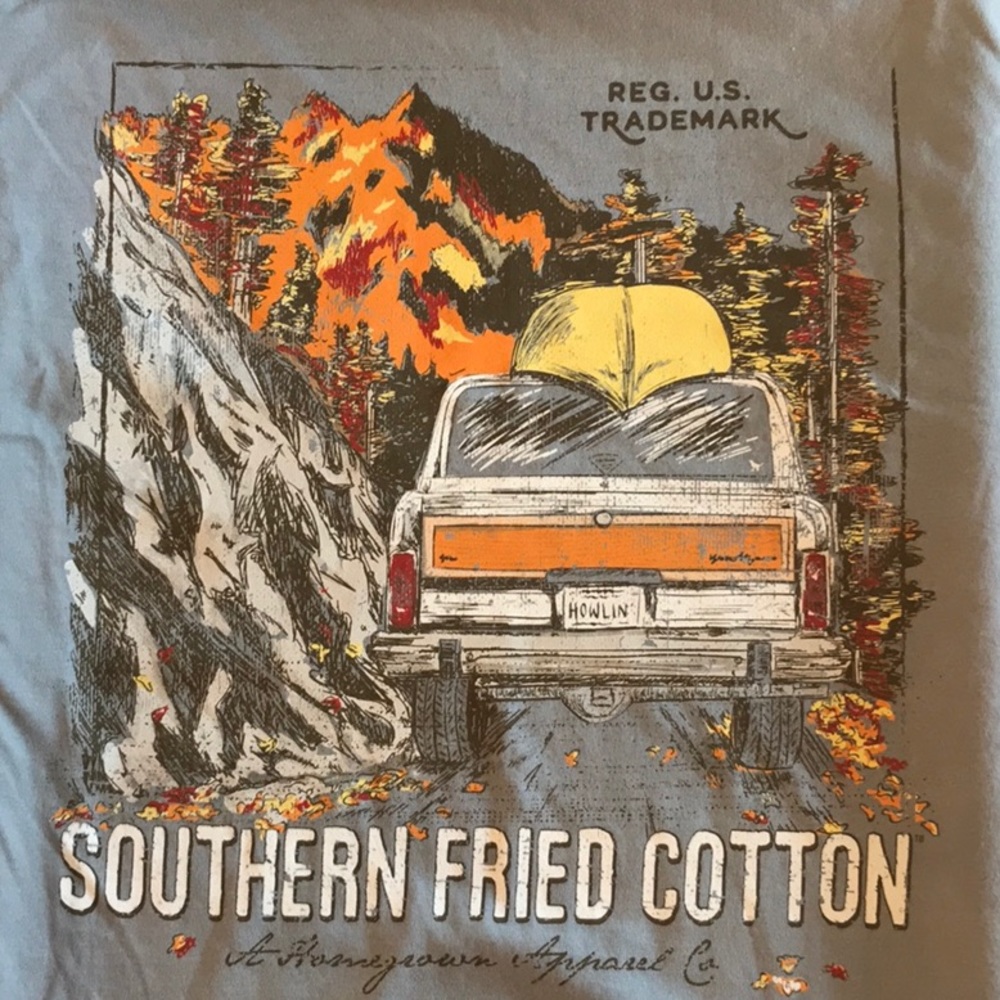 REG. U.S.
TRADEMARK
HOWLIN'
SOUTHERN FRIED COTTON
A Homegrown Apparel Co